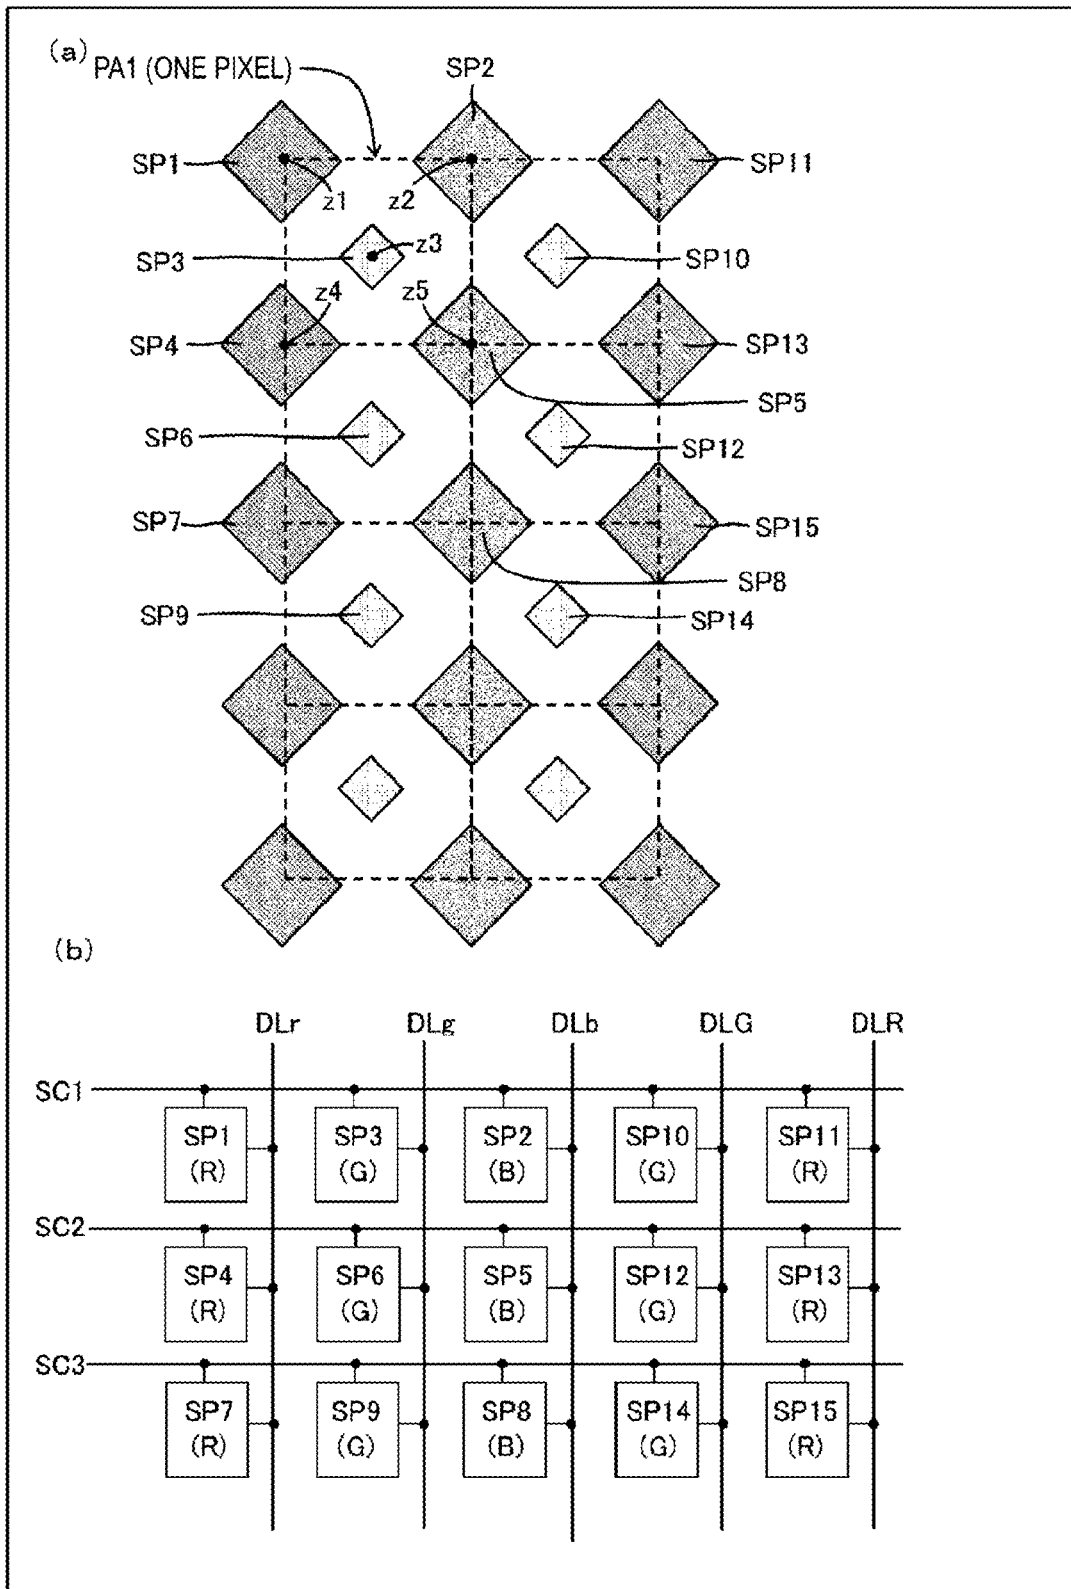 (a)
PA1 (ONE PIXEL)
SP2
SP1
z1
z2
SP11
SP3
z3
SP10
z4
z5
SP4
SP13
SP5
SP6
SP12
SP7
SP15
SP8
SP9
SP14
(b)
DLr DLg DLb DLG DLR
SC1
SP1 SP3 SP2 SP10 SP11
(R) (G) (B) (G) (R)
SC2
SP4 SP6 SP5 SP12 SP13
(R) (G) (B) (G) (R)
SC3
SP7 SP9 SP8 SP14 SP15
(R) (G) (B) (G) (R)